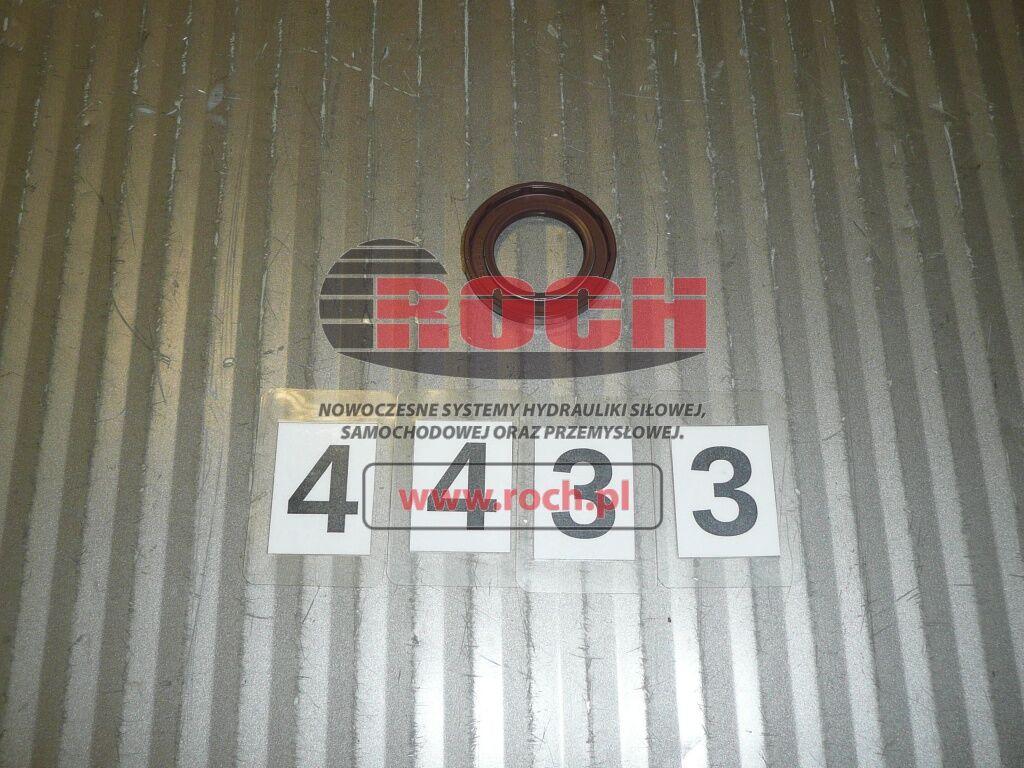 ROCH
NOWOCZESNE SYSTEMY HYDRAULIKI SIŁOWEJ,
SAMOCHODOWEJ ORAZ PRZEMYSŁOWEJ.
4 4 3 3
www.roch.pl